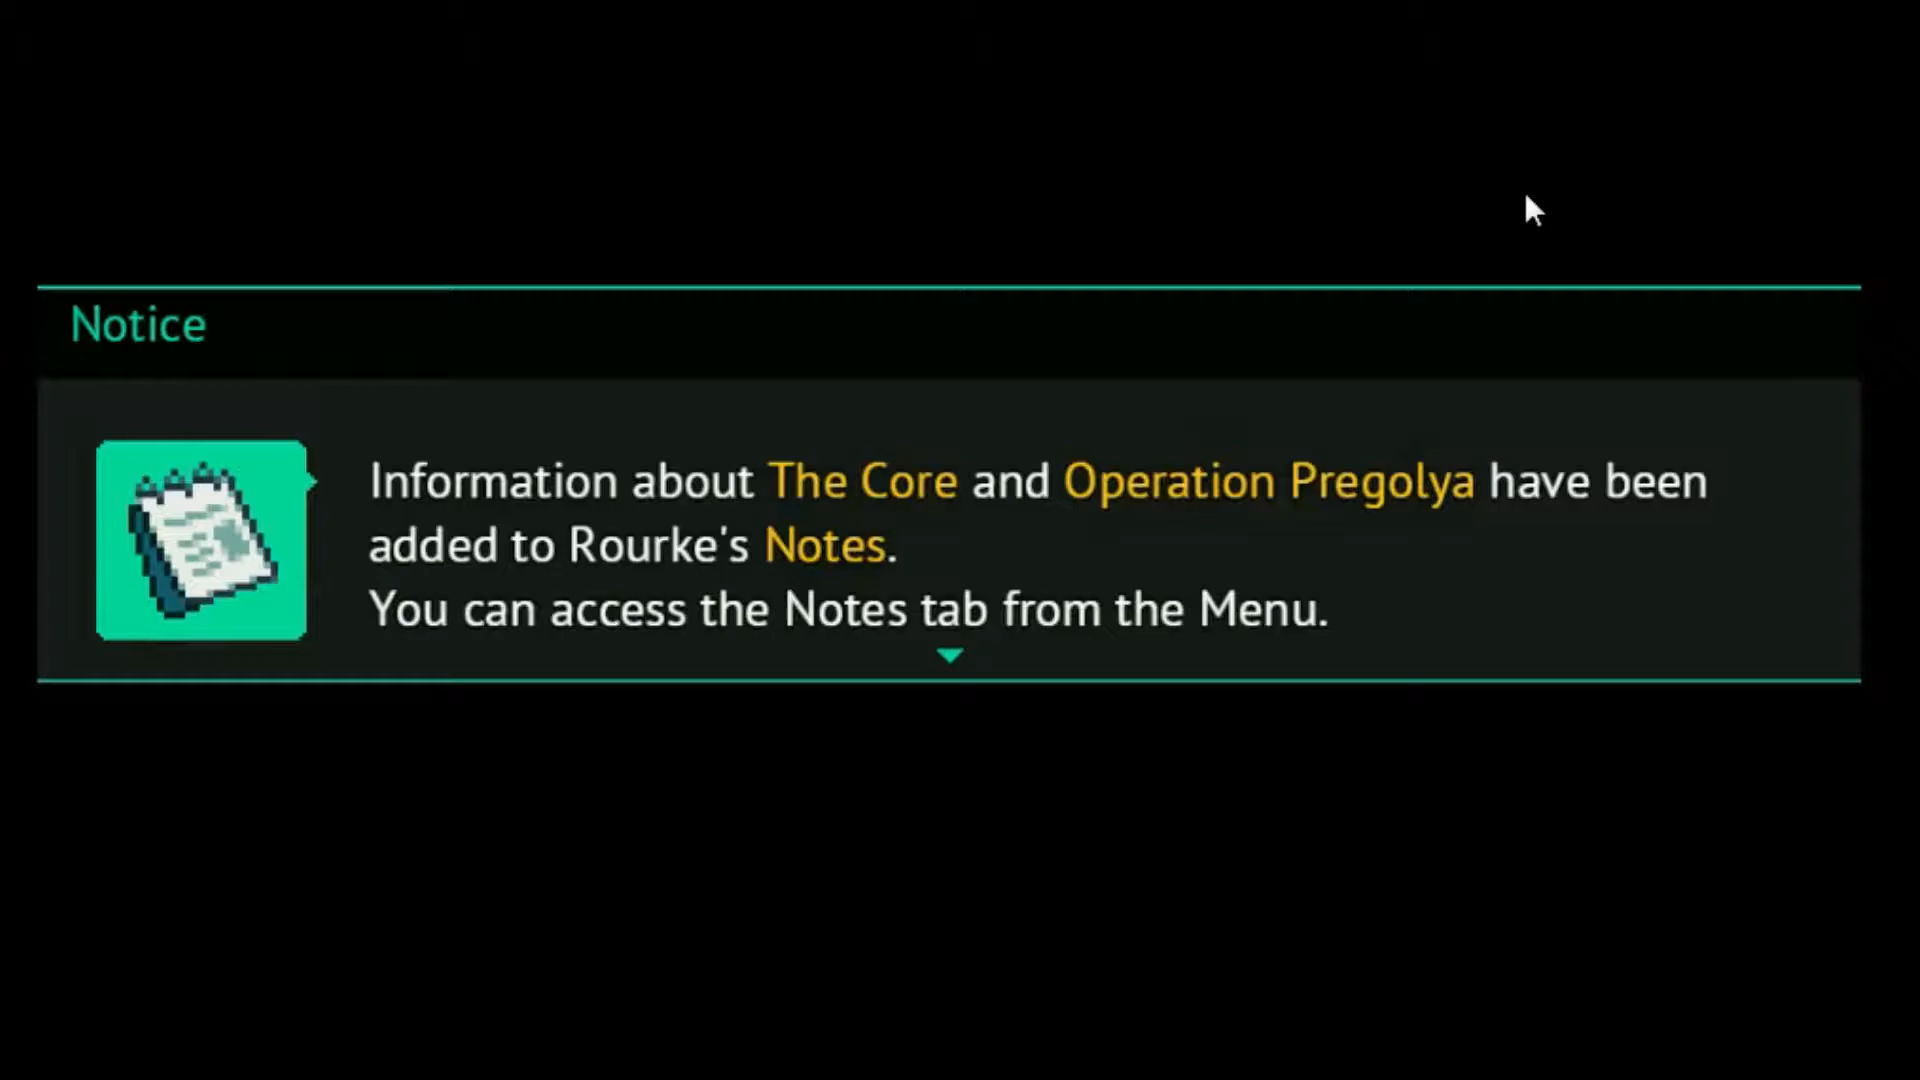 Notice
Information about The Core and Operation Pregolya have been
added to Rourke's Notes.
You can access the Notes tab from the Menu.